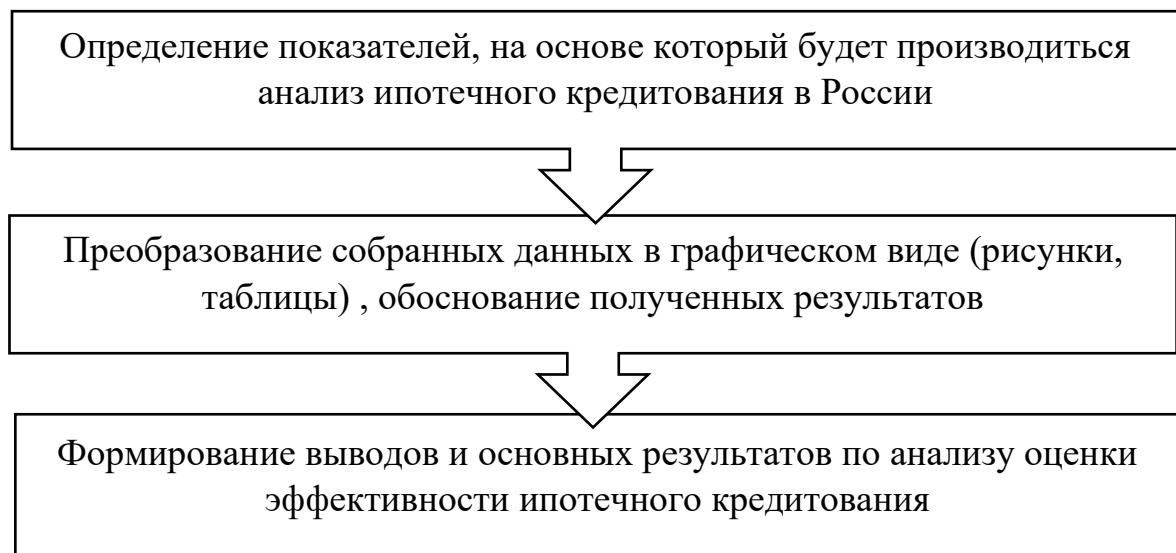 Определение показателей, на основе который будет производиться
анализ ипотечного кредитования в России
Преобразование собранных данных в графическом виде (рисунки,
таблицы) , обоснование полученных результатов
Формирование выводов и основных результатов по анализу оценки
эффективности ипотечного кредитования